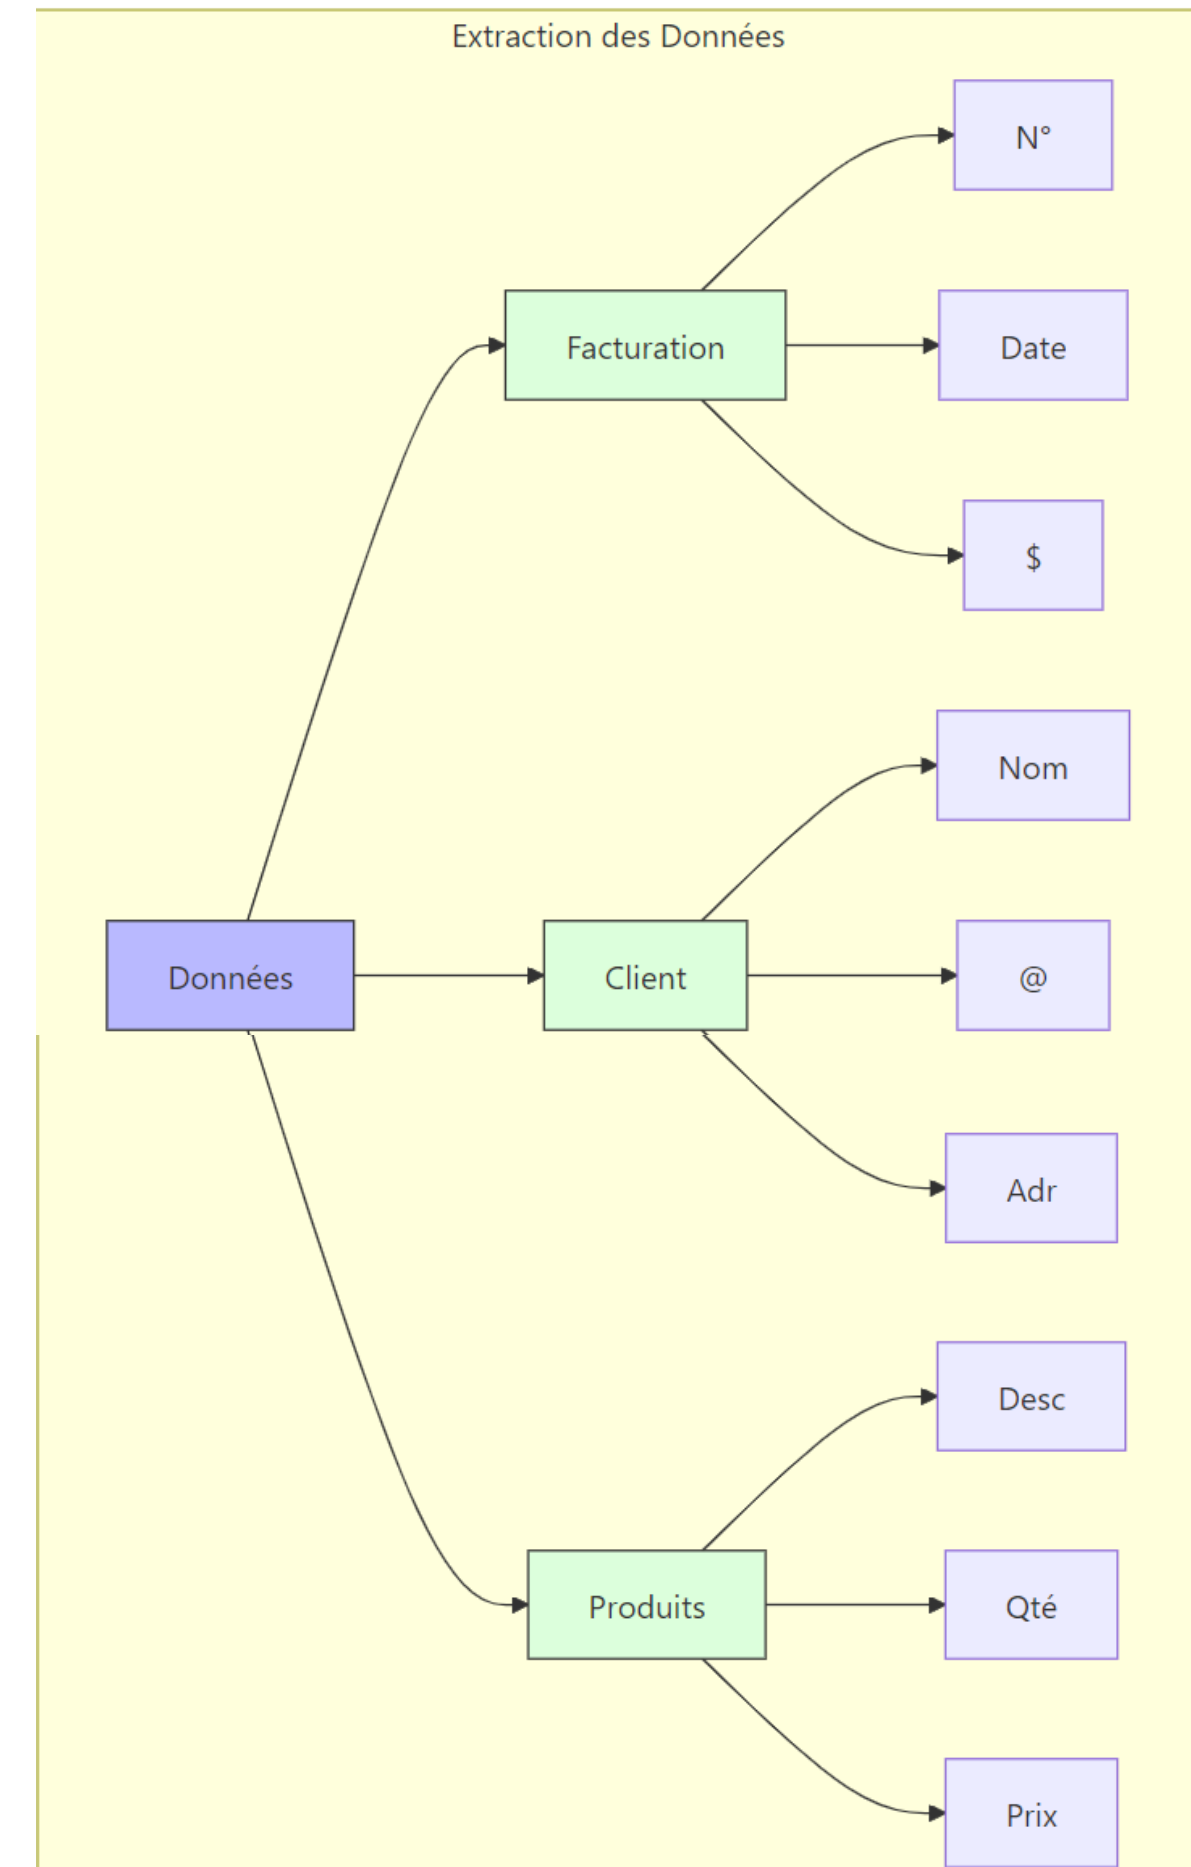 Extraction des Données
N°
Facturation
Date
$
Nom
Données
Client
@
Adr
Desc
Produits
Qté
Prix